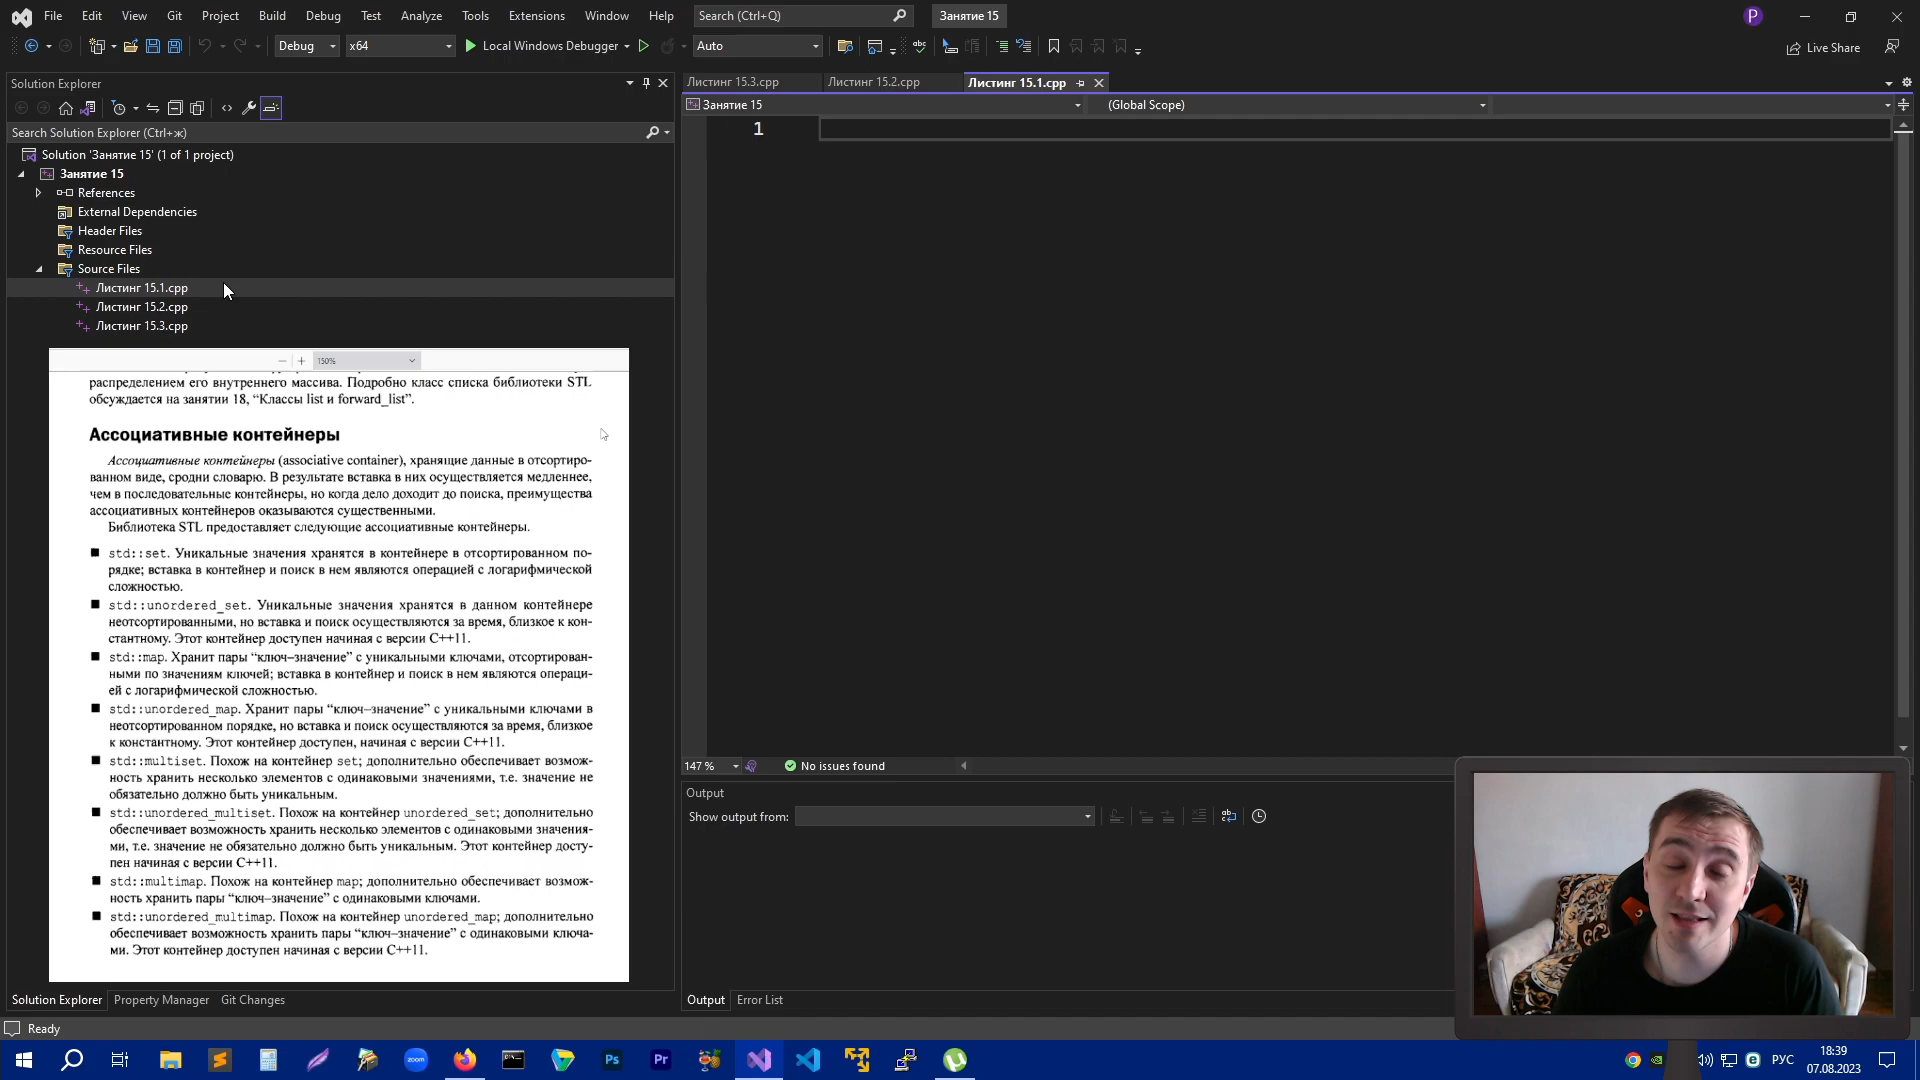 File Edit View Git Project Build Debug Test Analyze Tools Extensions Window Help Search (Ctrl+Q) Занятие 15 P
Debug x64 Local Windows Debugger Auto Live Share
Solution Explorer
Search Solution Explorer (Ctrl+ж)
Solution 'Занятие 15' (1 of 1 project)
Занятие 15
References
External Dependencies
Header Files
Resource Files
Source Files
Листинг 15.1.cpp
Листинг 15.2.cpp
Листинг 15.3.cpp
150%
распределением его внутреннего массива. Подробно класс списка библиотеки STL
обсуждается на занятии 18, “Классы list и forward_list”.
Ассоциативные контейнеры
Ассоциативные контейнеры (associative container), хранящие данные в отсортиро-
ванном виде, сродни словарю. В результате вставка в них осуществляется медленнее,
чем в последовательные контейнеры, но когда дело доходит до поиска, преимущества
ассоциативных контейнеров оказываются существенными.
Библиотека STL предоставляет следующие ассоциативные контейнеры.
■ std::set. Уникальные значения хранятся в контейнере в отсортированном по-
рядке; вставка в контейнер и поиск в нем являются операцией с логарифмической
сложностью.
■ std::unordered_set. Уникальные значения хранятся в данном контейнере
неотсортированными, но вставка и поиск осуществляются за время, близкое к кон-
стантному. Этот контейнер доступен начиная с версии C++11.
■ std::map. Хранит пары “ключ–значение” с уникальными ключами, отсортирован-
ными по значениям ключей; вставка в контейнер и поиск в нем являются операци-
ей с логарифмической сложностью.
■ std::unordered_map. Хранит пары “ключ–значение” с уникальными ключами в
неотсортированном порядке, но вставка и поиск осуществляются за время, близкое
к константному. Этот контейнер доступен, начиная с версии C++11.
■ std::multiset. Похож на контейнер set; дополнительно обеспечивает возмож-
ность хранить несколько элементов с одинаковыми значениями, т.е. значение не
обязательно должно быть уникальным.
■ std::unordered_multiset. Похож на контейнер unordered_set; дополнительно
обеспечивает возможность хранить несколько элементов с одинаковыми значения-
ми, т.е. значение не обязательно должно быть уникальным. Этот контейнер досту-
пен начиная с версии C++11.
■ std::multimap. Похож на контейнер map; дополнительно обеспечивает возмож-
ность хранить пары “ключ–значение” с одинаковыми ключами.
■ std::unordered_multimap. Похож на контейнер unordered_map; дополнительно
обеспечивает возможность хранить пары “ключ–значение” с одинаковыми ключа-
ми. Этот контейнер доступен начиная с версии C++11.
Solution Explorer Property Manager Git Changes
Листинг 15.3.cpp Листинг 15.2.cpp Листинг 15.1.cpp
Занятие 15 (Global Scope)
1
147 % No issues found
Output
Show output from:
Output Error List
Ready
zoom Ps Pr РУС 18:39
07.08.2023